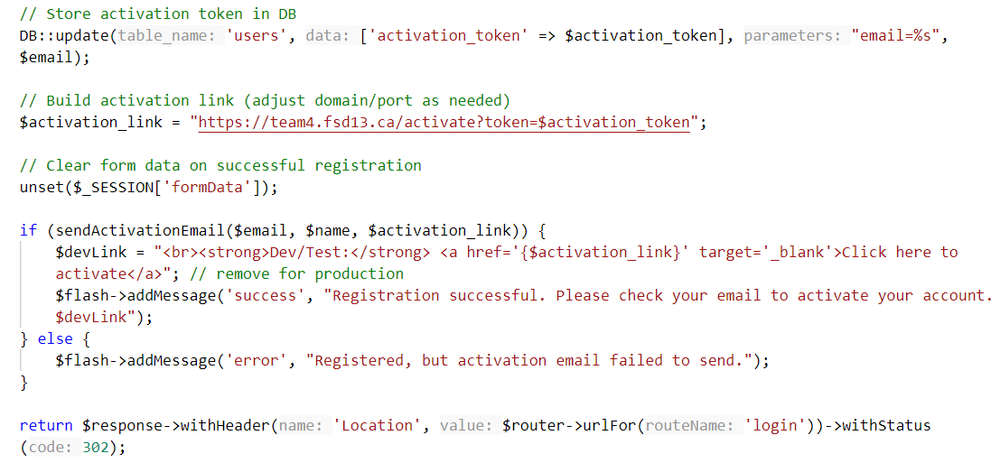 // Store activation token in DB
DB::update(table_name: 'users', data: ['activation_token' => $activation_token], parameters: "email=%s",
$email);
// Build activation link (adjust domain/port as needed)
$activation_link = "https://team4.fsd13.ca/activate?token=$activation_token";
// Clear form data on successful registration
unset($_SESSION['formData']);
if (sendActivationEmail($email, $name, $activation_link)) {
$devLink = "<br><strong>Dev/Test:</strong> <a href='{$activation_link}' target='_blank'>Click here to
activate</a>"; // remove for production
$flash->addMessage('success', "Registration successful. Please check your email to activate your account.
$devLink");
} else {
$flash->addMessage('error', "Registered, but activation email failed to send.");
}
return $response->withHeader(name: 'Location', value: $router->urlFor(routeName: 'login'))->withStatus
(code: 302);